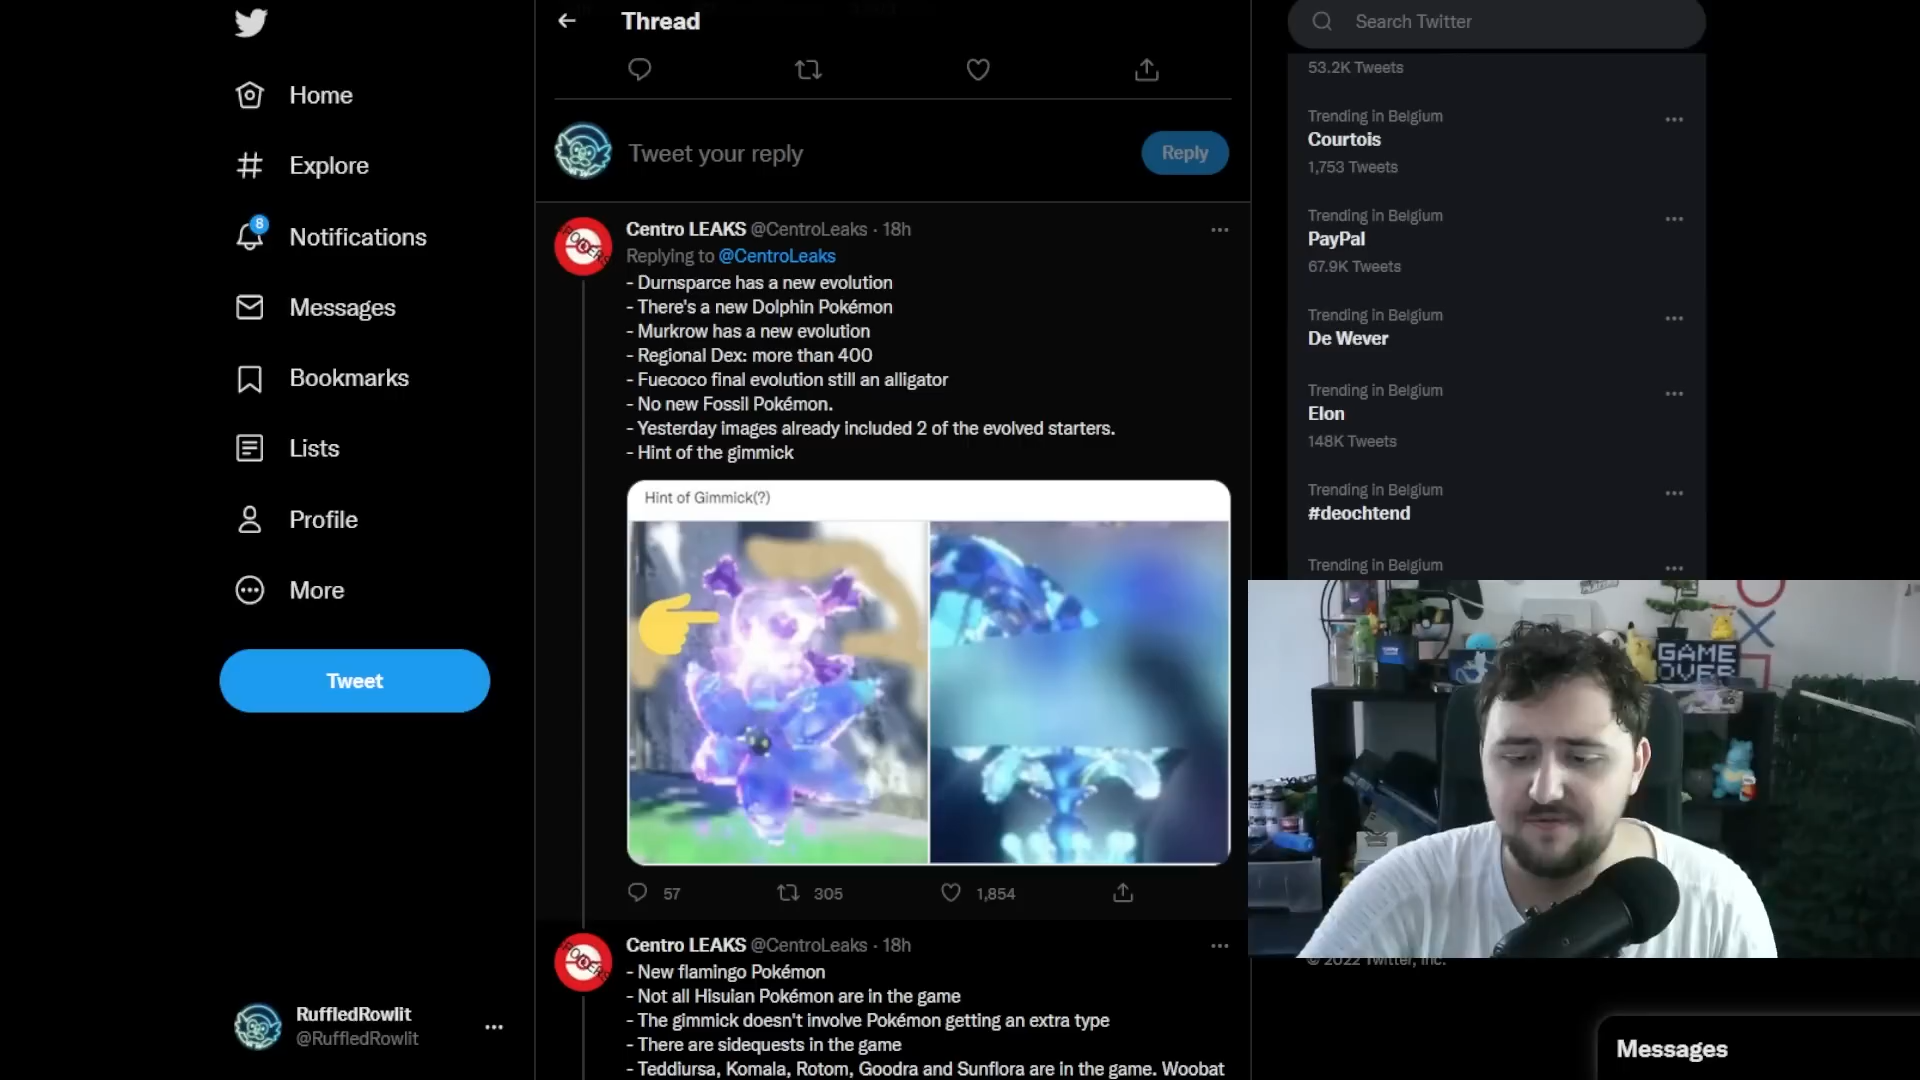 Home
Explore
8
Notifications
Messages
Bookmarks
Lists
Profile
More
Tweet
RuffledRowlit
@RuffledRowlit
Thread
Tweet your reply
Reply
Centro LEAKS @CentroLeaks · 18h
Replying to @CentroLeaks
- Durnsparce has a new evolution
- There's a new Dolphin Pokémon
- Murkrow has a new evolution
- Regional Dex: more than 400
- Fuecoco final evolution still an alligator
- No new Fossil Pokémon.
- Yesterday images already included 2 of the evolved starters.
- Hint of the gimmick
Hint of Gimmick(?)
57 305 1,854
Centro LEAKS @CentroLeaks · 18h
- New flamingo Pokémon
- Not all Hisuian Pokémon are in the game
- The gimmick doesn't involve Pokémon getting an extra type
- There are sidequests in the game
- Teddiursa, Komala, Rotom, Goodra and Sunflora are in the game. Woobat
Search Twitter
53.2K Tweets
Trending in Belgium
Courtois
1,753 Tweets
Trending in Belgium
PayPal
67.9K Tweets
Trending in Belgium
De Wever
Trending in Belgium
Elon
148K Tweets
Trending in Belgium
#deochtend
Trending in Belgium
GAME
OVER
© 2022 Twitter, Inc.
Messages